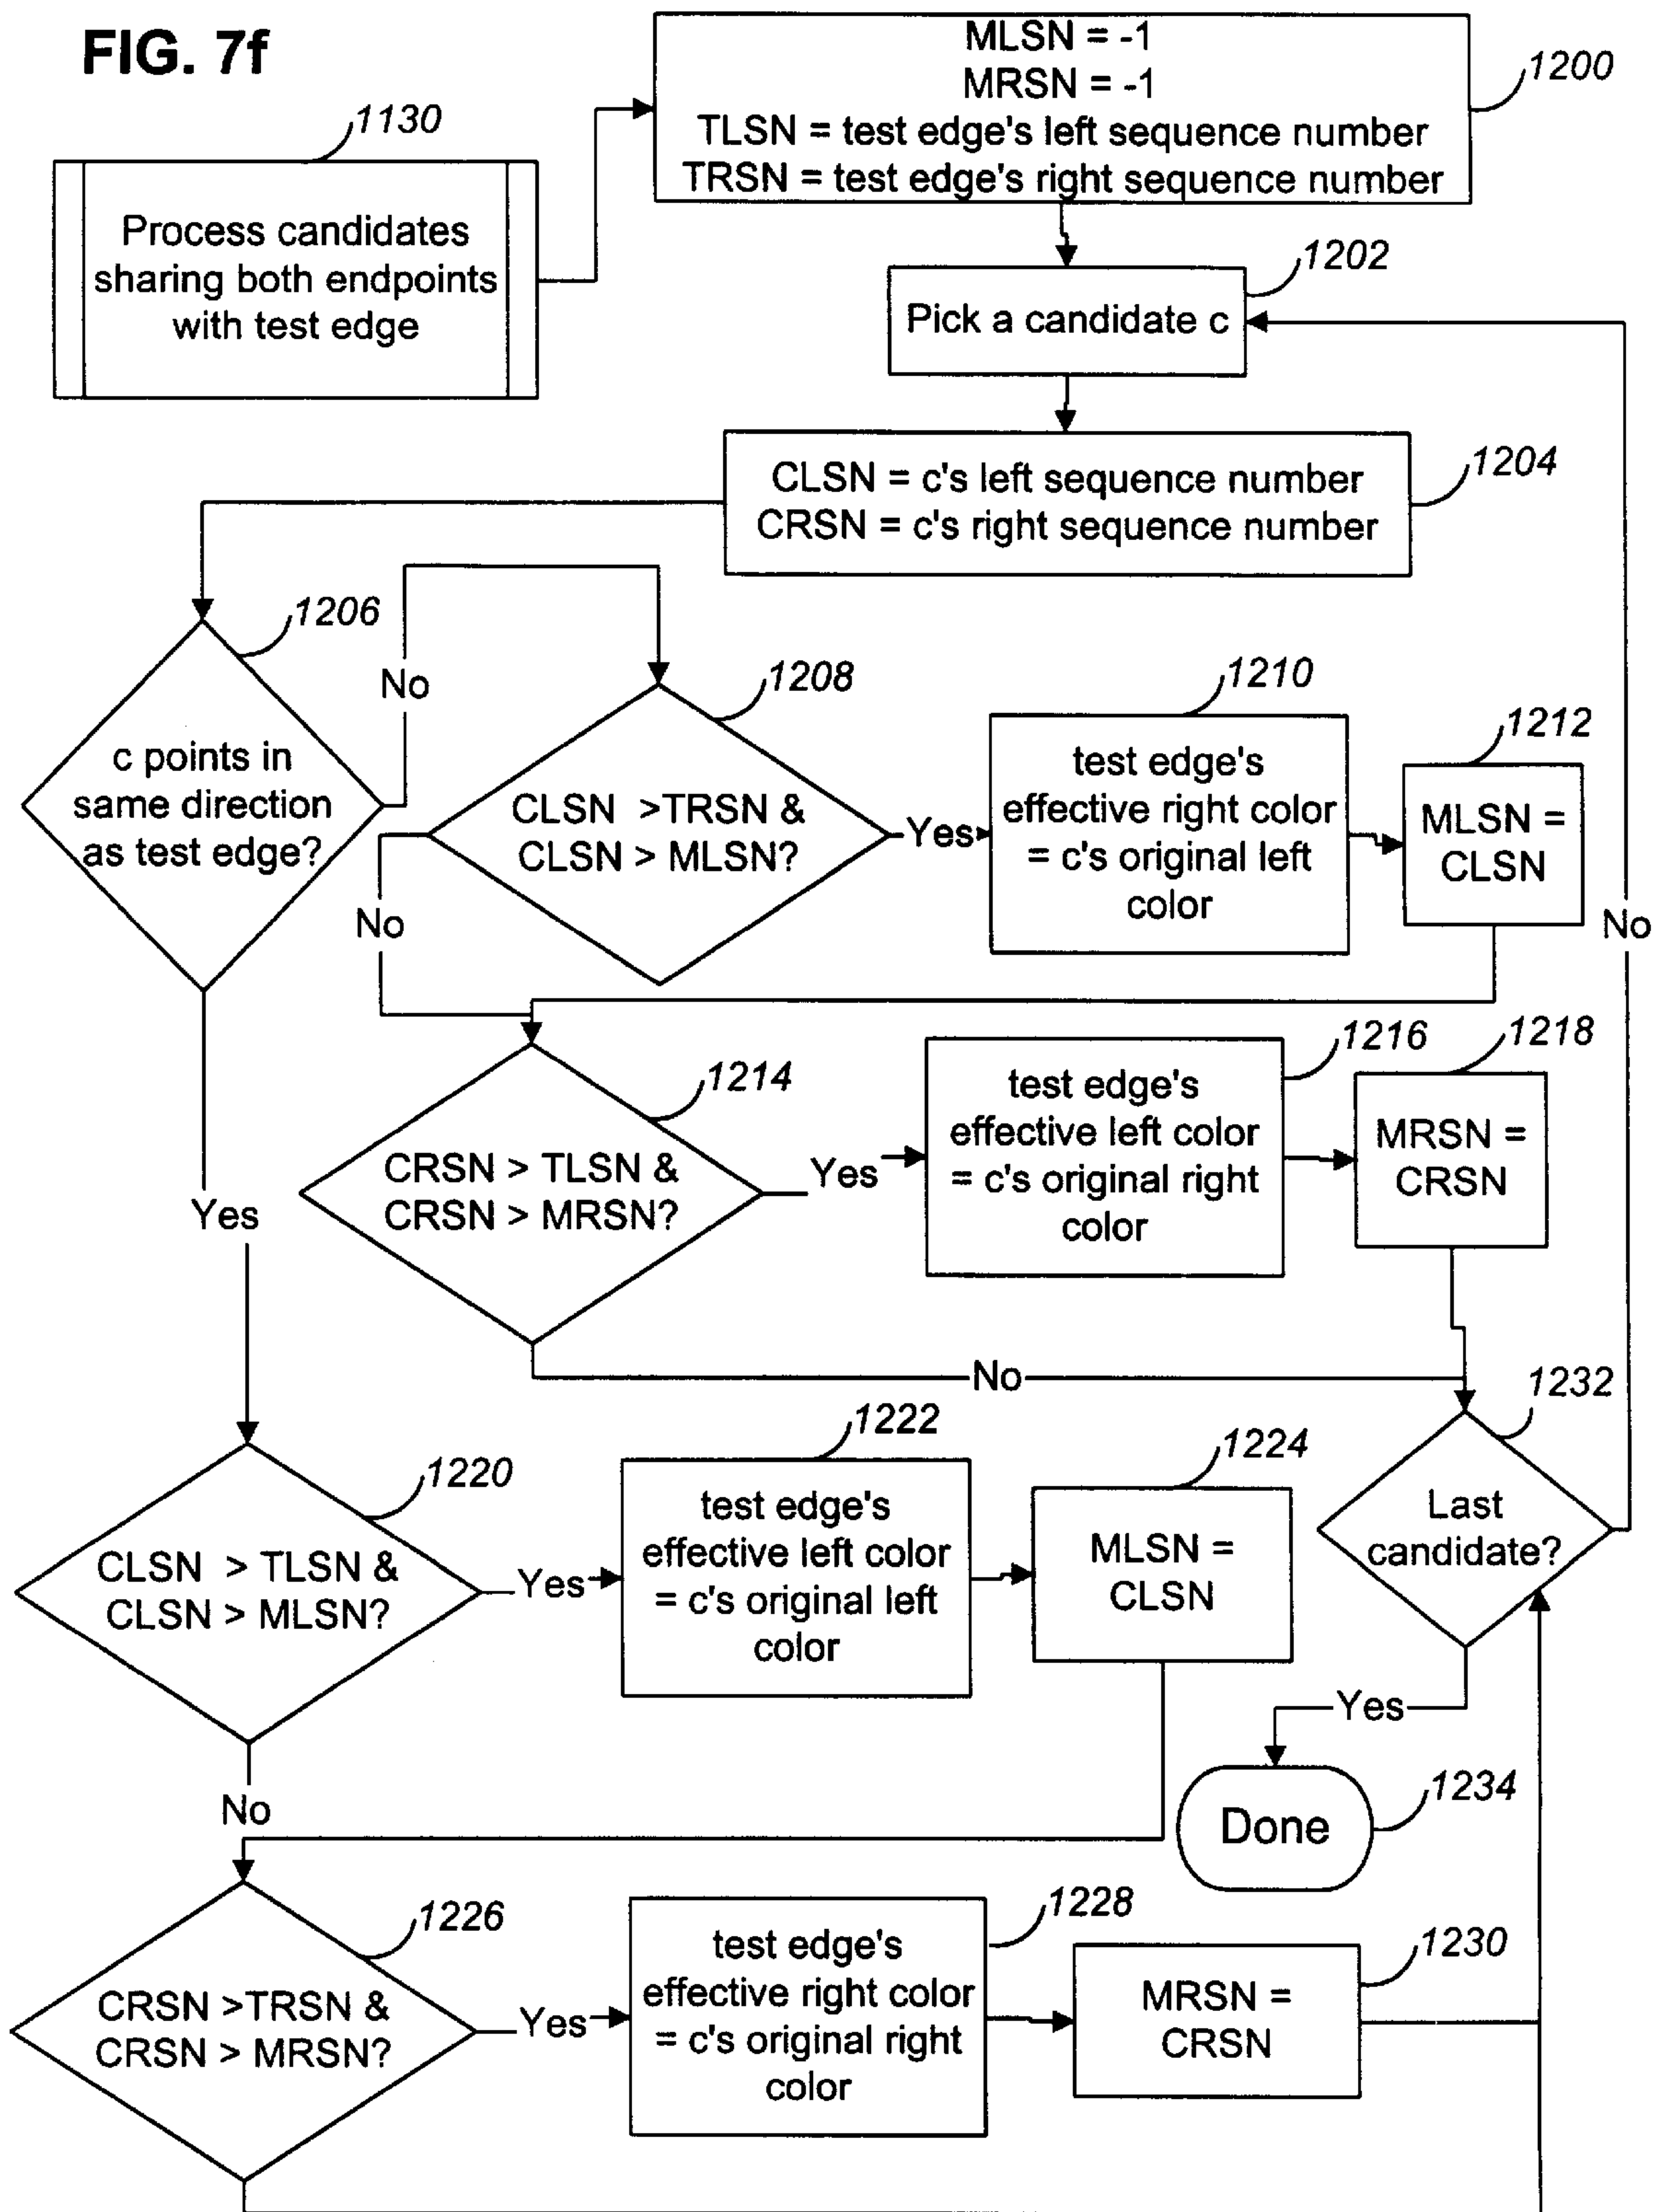 FIG. 7f
1130
Process candidates
sharing both endpoints
with test edge
MLSN = -1
MRSN = -1
TLSN = test edge's left sequence number
TRSN = test edge's right sequence number
1200
1202
Pick a candidate c
CLSN = c's left sequence number
CRSN = c's right sequence number
1204
1206
c points in
same direction
as test edge?
No
Yes
1208
CLSN >TRSN &
CLSN > MLSN?
No
Yes
1210
test edge's
effective right color
= c's original left
color
1212
MLSN =
CLSN
No
1214
CRSN > TLSN &
CRSN > MRSN?
Yes
1216
test edge's
effective left color
= c's original right
color
1218
MRSN =
CRSN
No
1220
CLSN > TLSN &
CLSN > MLSN?
Yes
No
1222
test edge's
effective left color
= c's original left
color
1224
MLSN =
CLSN
1232
Last
candidate?
Yes
Done
1234
1226
CRSN >TRSN &
CRSN > MRSN?
Yes
1228
test edge's
effective right color
= c's original right
color
1230
MRSN =
CRSN